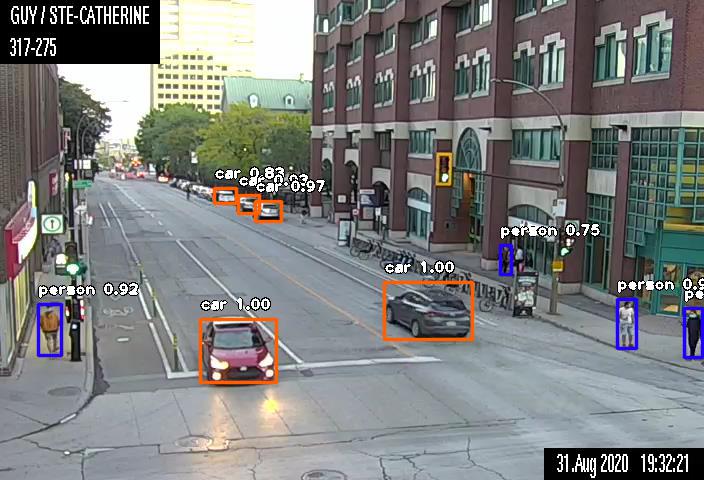 GUY / STE-CATHERINE
317-275
car 0.83
car 0.97
person 0.75
car 1.00
person 0.92
car 1.00
31.Aug 2020 19:32:21